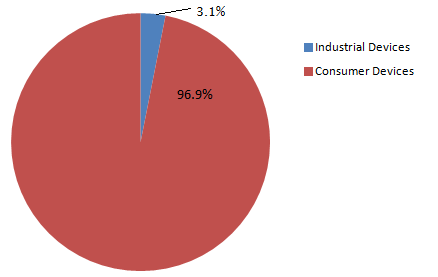 3.1%
Industrial Devices
Consumer Devices
96.9%